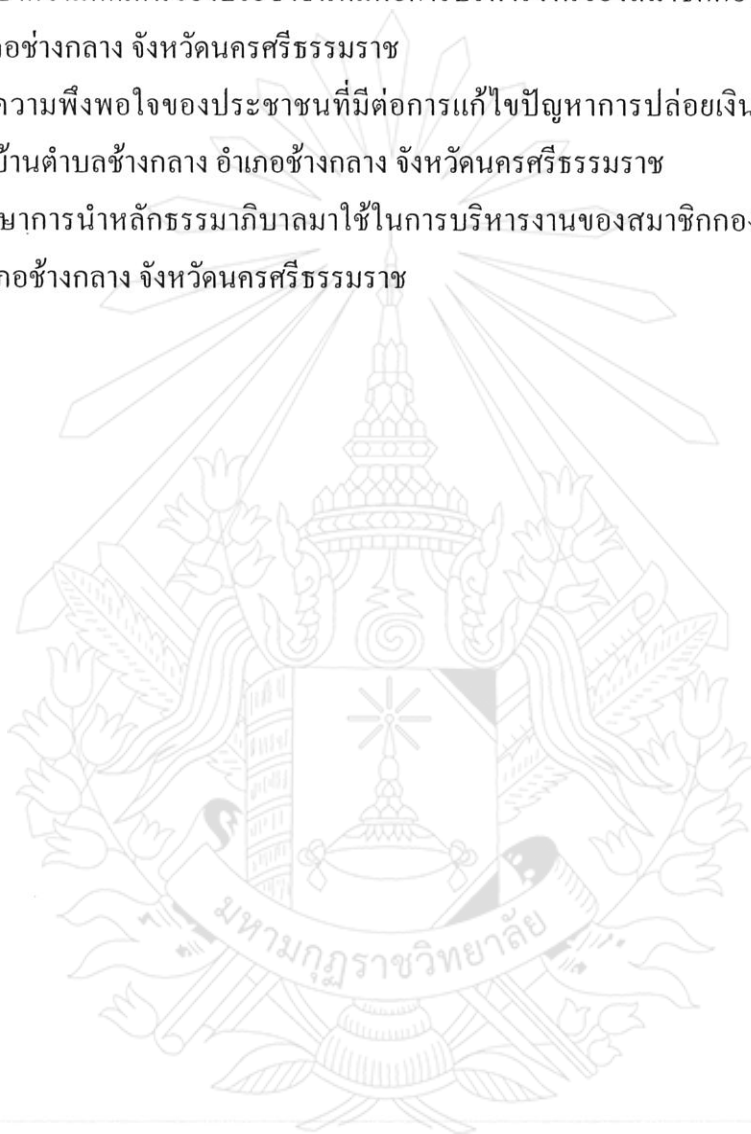 อช่างกลาง จังหวัดนครศรีธรรมราช
ความพึงพอใจของประชาชนที่มีต่อการแก้ไขปัญหาการปล่อยเงิน
บ้านตำบลช้างกลาง อำเภอช้างกลาง จังหวัดนครศรีธรรมราช
ษาการนำหลักธรรมาภิบาลมาใช้ในการบริหารงานของสมาชิกกอง
กอช้างกลาง จังหวัดนครศรีธรรมราช
มหามกุฏราชวิทยาลัย